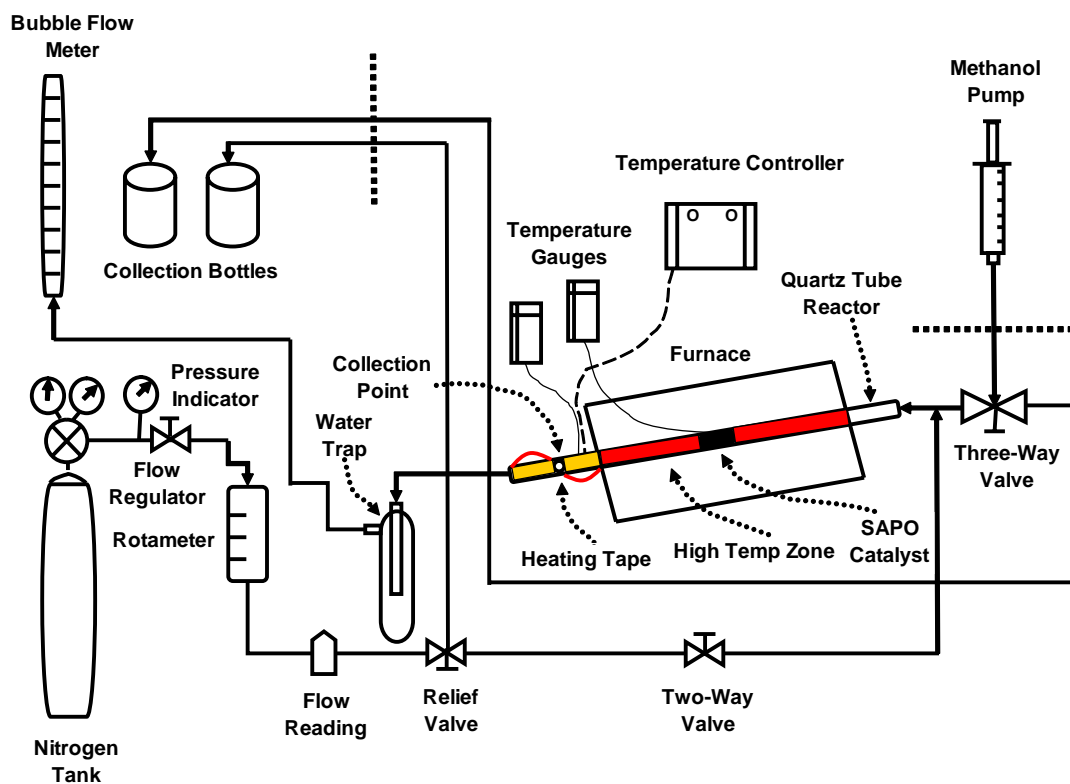 Bubble Flow
Meter
Methanol
Pump
Temperature Controller
O O
Temperature
Gauges
Collection Bottles
Quartz Tube
Reactor
Furnace
Collection
Point
Pressure
Indicator
Water
Trap
Flow
Regulator
Three-Way
Valve
Rotameter
Heating Tape
High Temp Zone
SAPO
Catalyst
Flow
Reading
Relief
Valve
Two-Way
Valve
Nitrogen
Tank